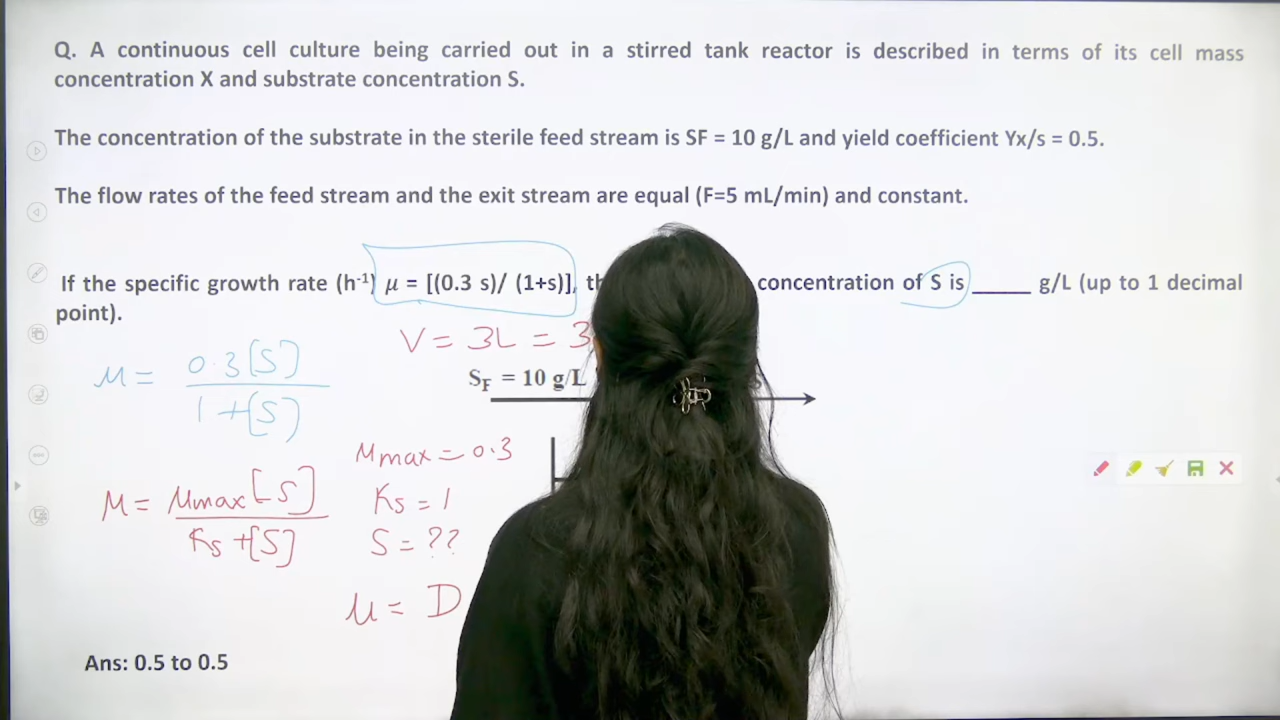 Q. A continuous cell culture being carried out in a stirred tank reactor is described in terms of its cell mass
concentration X and substrate concentration S.
The concentration of the substrate in the sterile feed stream is SF = 10 g/L and yield coefficient Yx/s = 0.5.
The flow rates of the feed stream and the exit stream are equal (F=5 mL/min) and constant.
If the specific growth rate (h⁻¹) μ = [(0.3 s)/ (1+s)], concentration of S is _____ g/L (up to 1 decimal
point).
V = 3L = 3
μ = 0.3[S] / 1+[S]
S_F = 10 g/L
μmax = 0.3
μ = μmax[S] / Ks+[S]
Ks = 1
S = ??
μ = D
Ans: 0.5 to 0.5